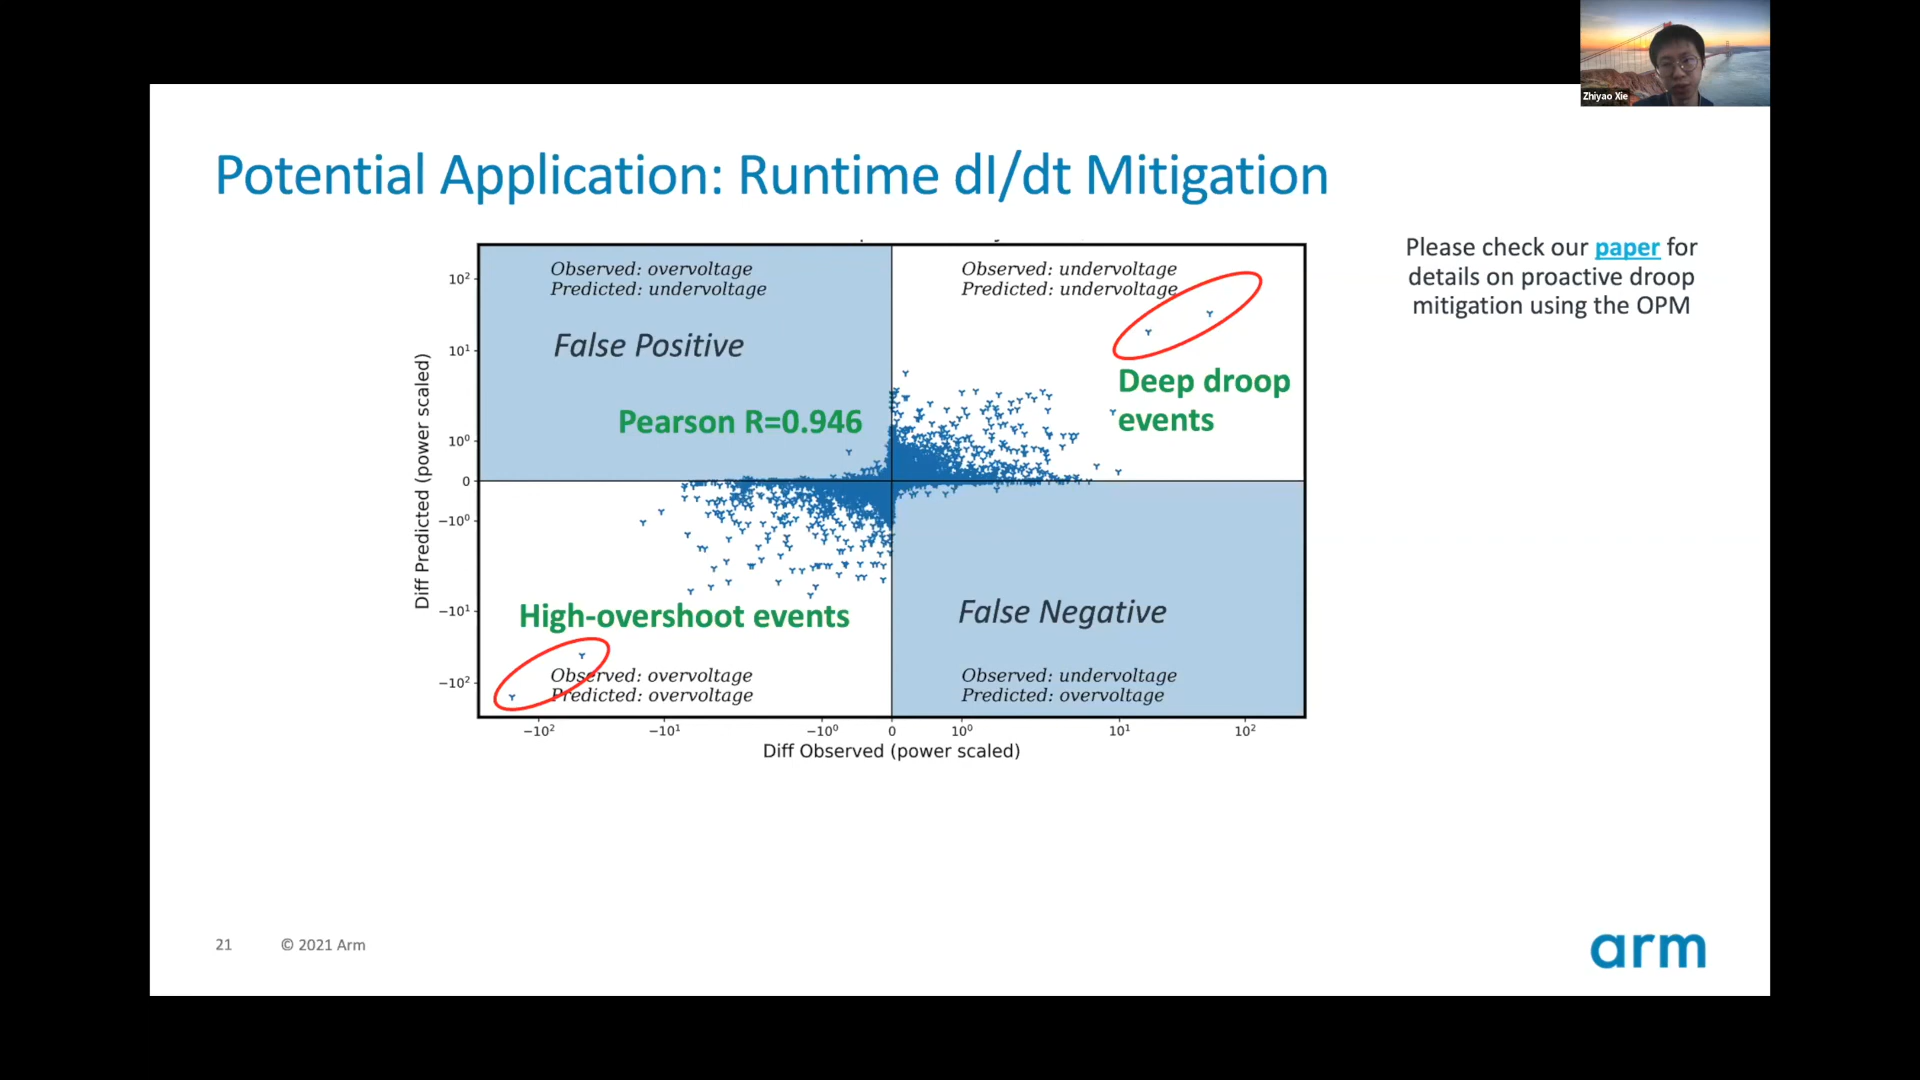 Zhiyao Xie
Potential Application: Runtime dI/dt Mitigation
Please check our paper for
details on proactive droop
mitigation using the OPM
Observed: overvoltage
Predicted: undervoltage
False Positive
Pearson R=0.946
Observed: undervoltage
Predicted: undervoltage
Deep droop
events
High-overshoot events
Observed: overvoltage
Predicted: overvoltage
False Negative
Observed: undervoltage
Predicted: overvoltage
Diff Predicted (power scaled)
10²
10¹
10⁰
0
−10⁰
−10¹
−10²
−10² −10¹ −10⁰ 0 10⁰ 10¹ 10²
Diff Observed (power scaled)
21 © 2021 Arm
arm